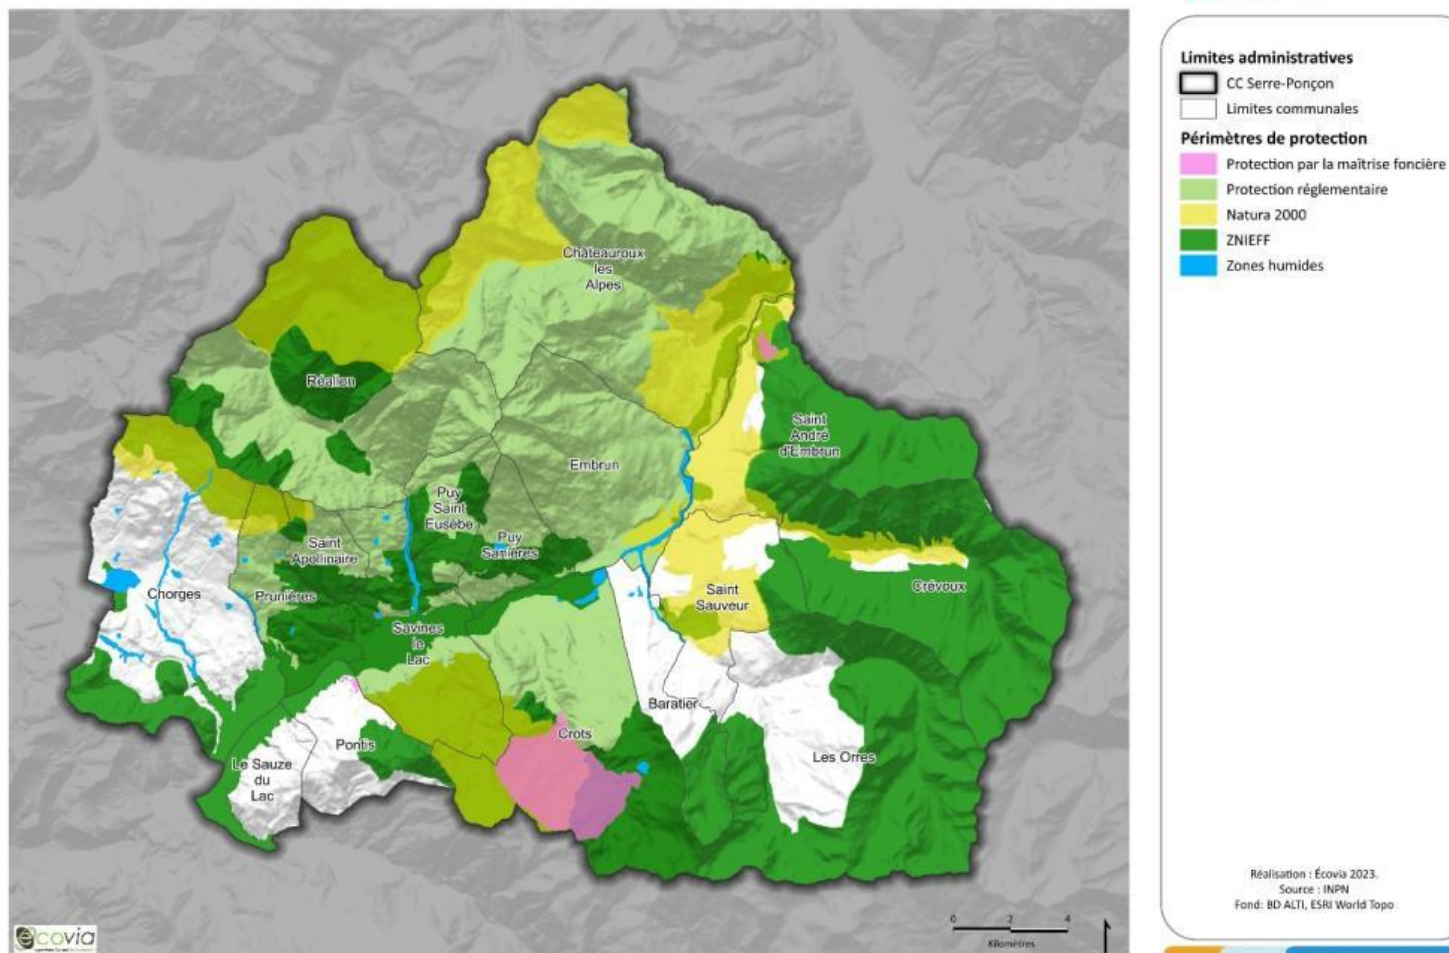 Limites administratives
CC Serre-Ponçon
Limites communales
Périmètres de protection
Protection par la maîtrise foncière
Protection réglementaire
Natura 2000
ZNIEFF
Zones humides
Châteauroux
les
Alpes
Réallon
Saint
André
d'Embrun
Embrun
Puy
Saint
Eusèbe
Puy
Sanières
Saint
Apollinaire
Chorges
Prunières
Saint
Sauveur
Crévoux
Savines
le
Lac
Baratier
Crots
Pontis
Les Orres
Le Sauze
du
Lac
Réalisation : Écovia 2023.
Source : INPN
Fond: BD ALTI, ESRI World Topo
0 2 4
Kilomètres
écovia